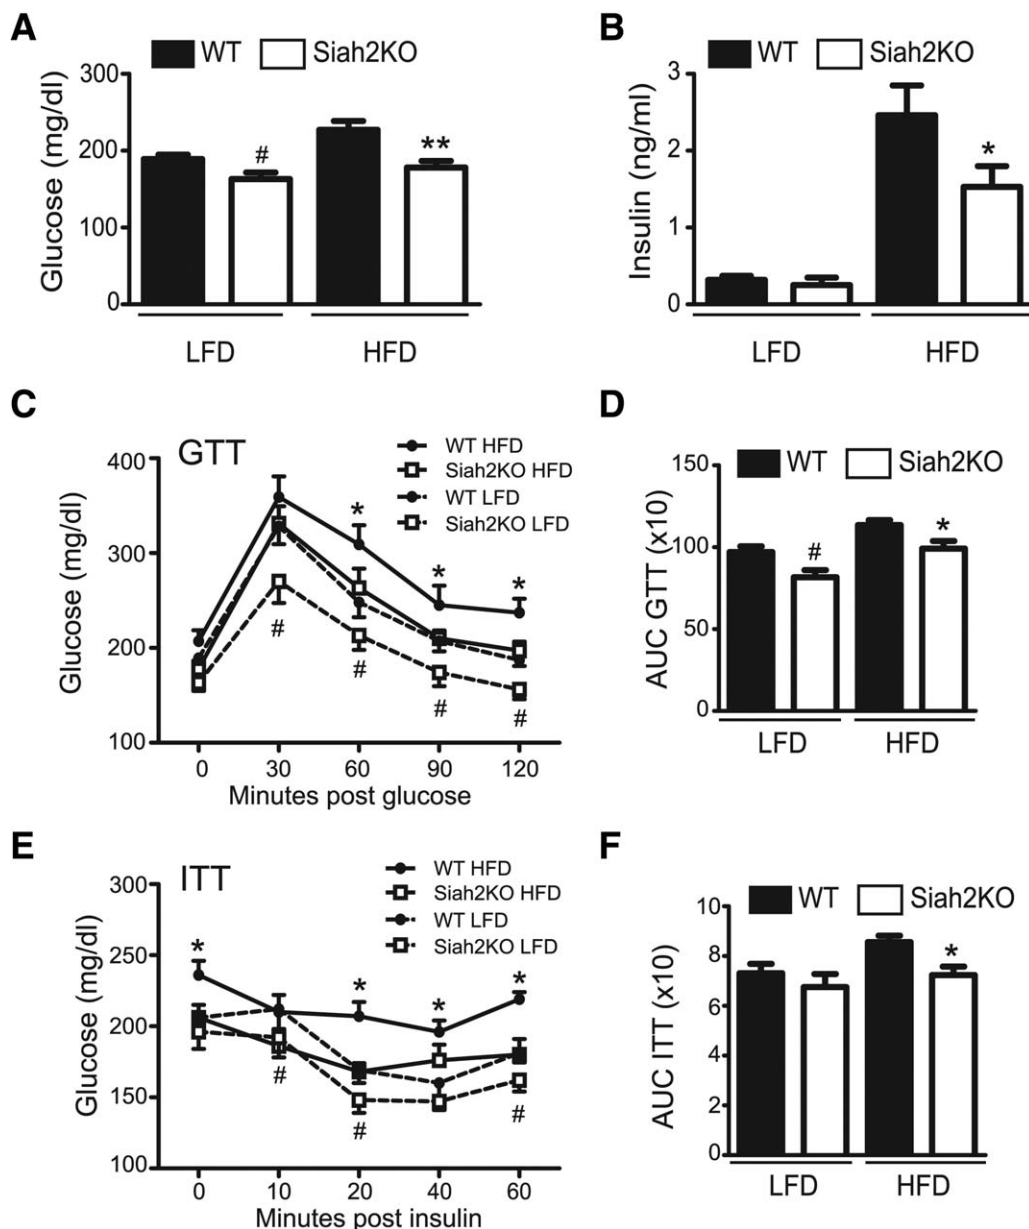 A
WT Siah2KO
Glucose (mg/dl)
300
200
100
0
#
**
LFD HFD
B
WT Siah2KO
Insulin (ng/ml)
3
2
1
0
*
LFD HFD
C
GTT
WT HFD
Siah2KO HFD
WT LFD
Siah2KO LFD
Glucose (mg/dl)
400
300
200
100
* * *
# # # #
0 30 60 90 120
Minutes post glucose
D
WT Siah2KO
AUC GTT (x10)
150
100
50
0
#
*
LFD HFD
E
ITT
WT HFD
Siah2KO HFD
WT LFD
Siah2KO LFD
Glucose (mg/dl)
300
250
200
150
100
* * * *
# # #
0 10 20 40 60
Minutes post insulin
F
WT Siah2KO
AUC ITT (x10)
10
8
6
4
2
0
*
LFD HFD